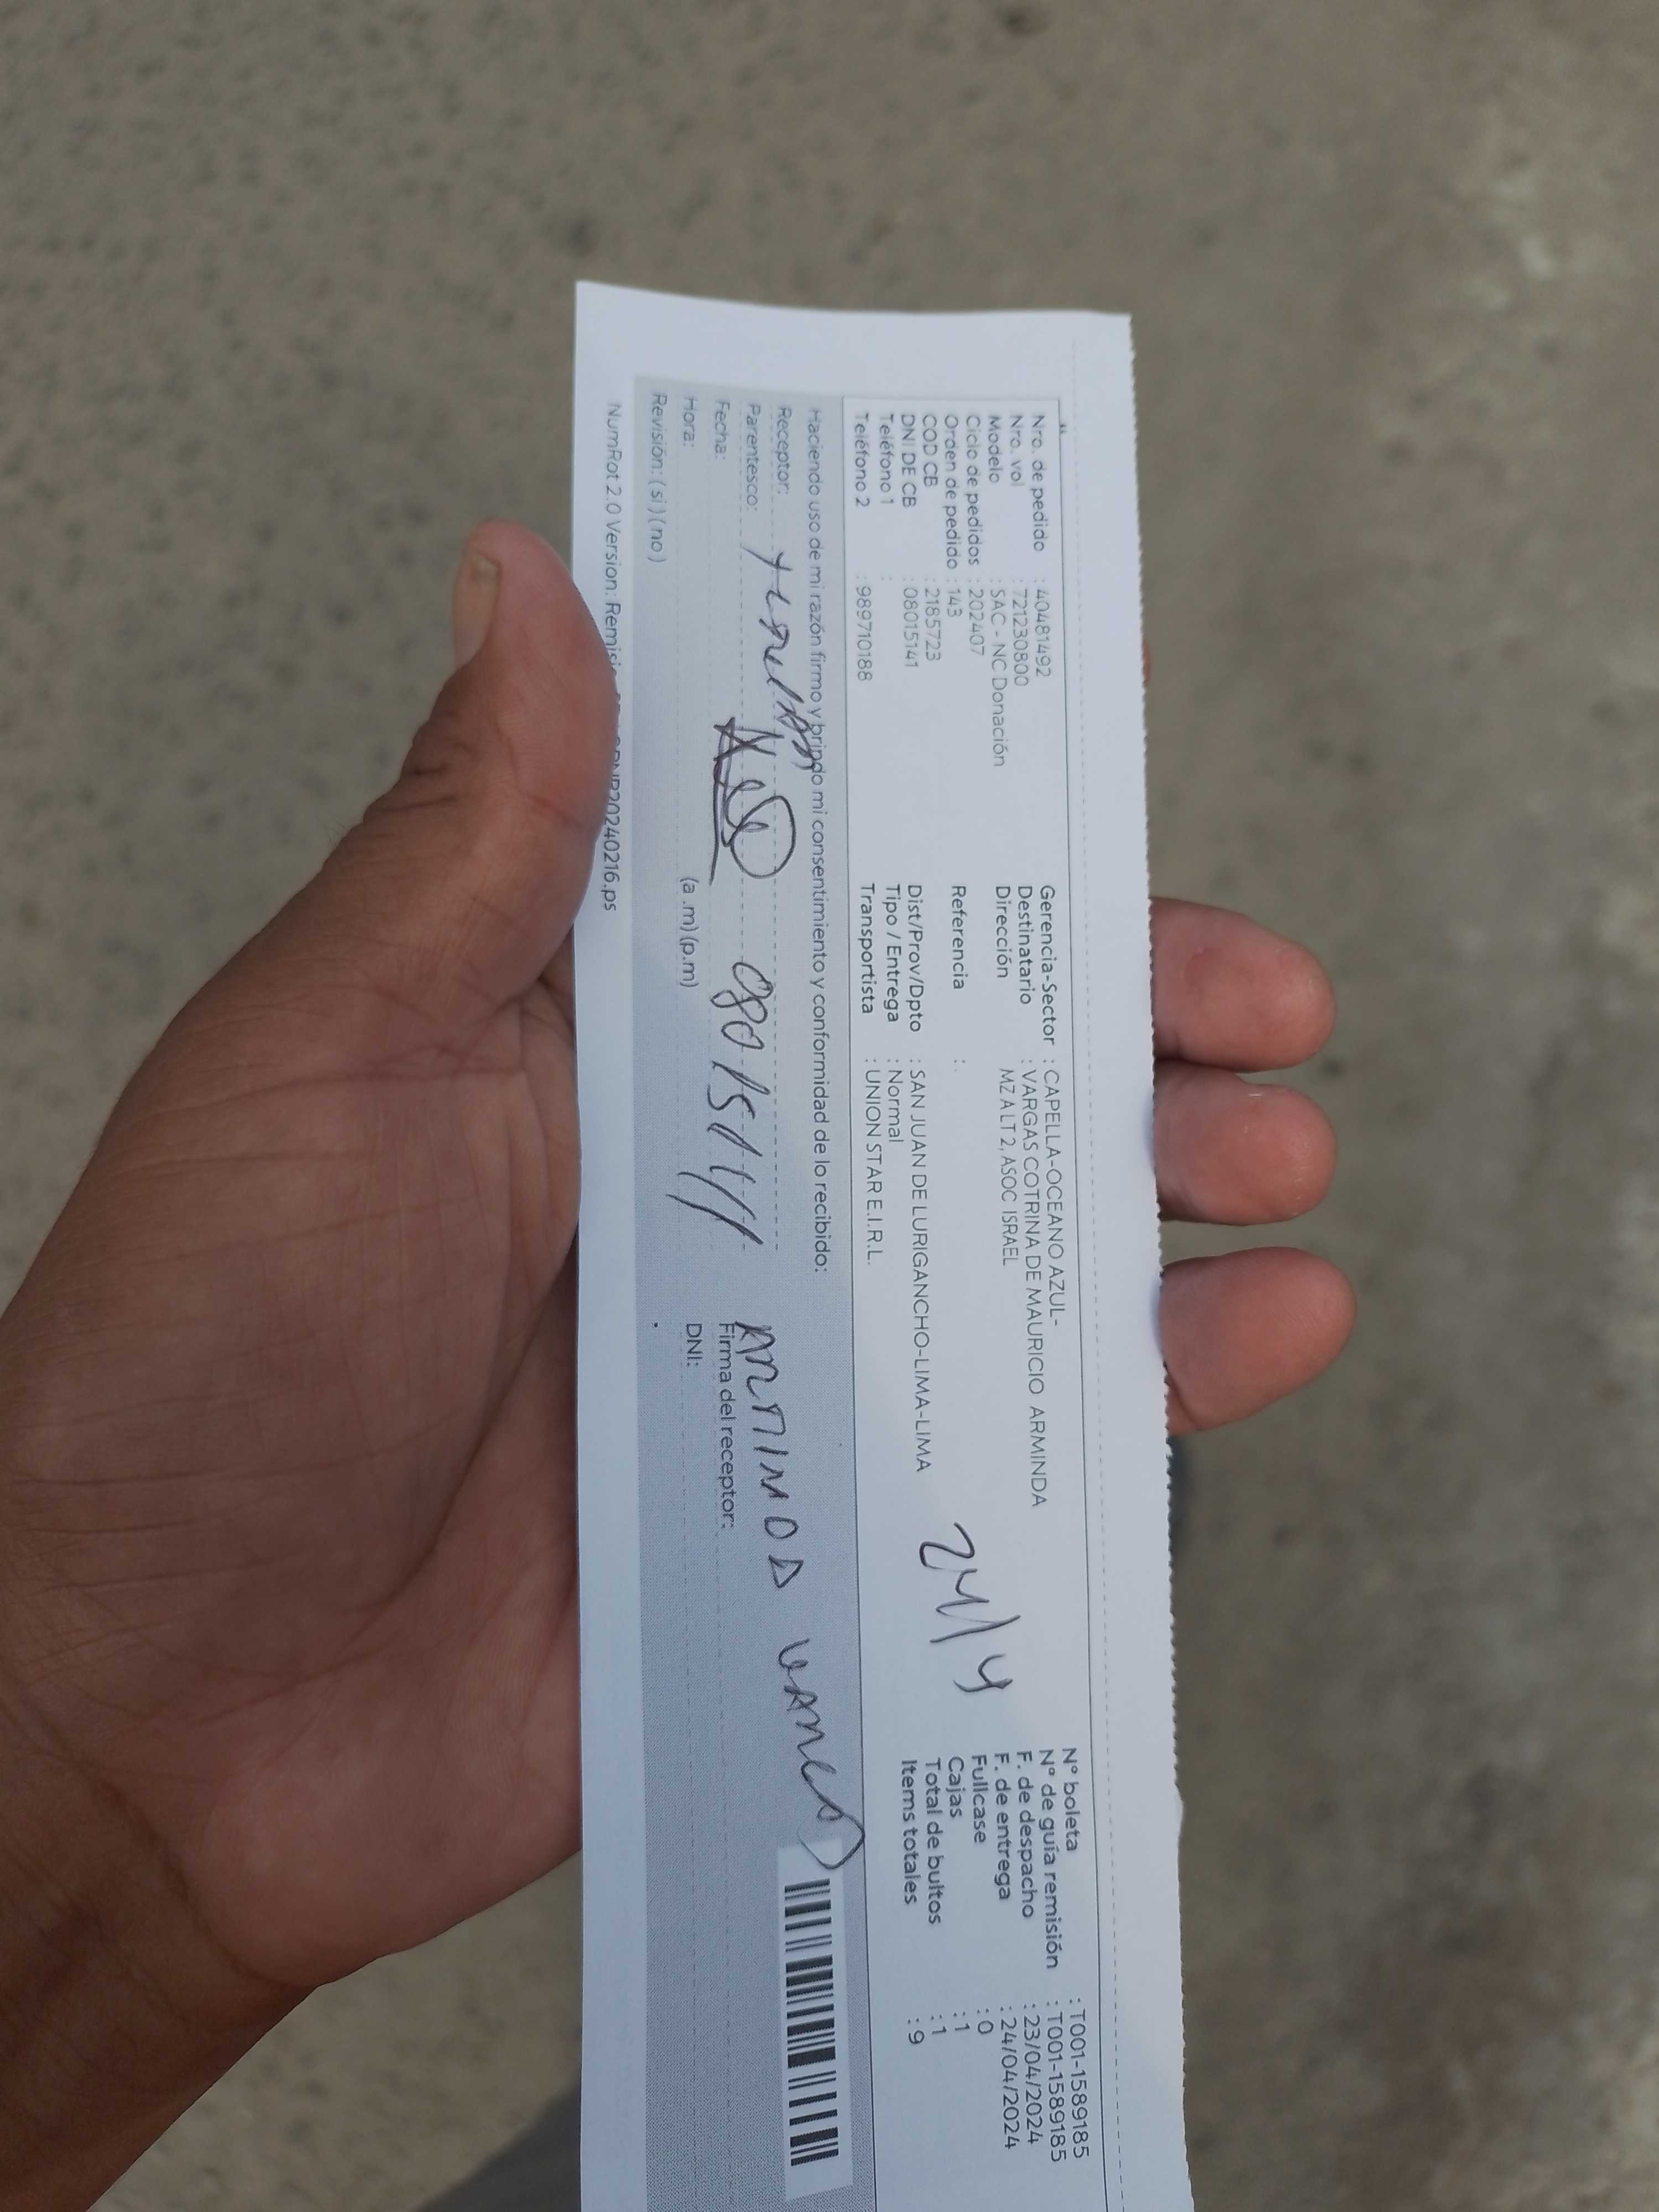 Nro. de pedido : 40481492
Nro. vol : 721230800
Modelo : SAC - NC Donación
Ciclo de pedidos : 202407
Orden de pedido : 143
COD CB : 2185723
DNI DE CB : 08015141
Teléfono 1 :
Teléfono 2 : 989710188
Gerencia-Sector : CAPELLA-OCEANO AZUL-
Destinatario : VARGAS COTRINA DE MAURICIO ARMINDA
Dirección MZ A LT 2, ASOC ISRAEL
Referencia :.
Dist/Prov/Dpto : SAN JUAN DE LURIGANCHO-LIMA-LIMA
Tipo / Entrega : Normal
Transportista : UNION STAR E.I.R.L.
24/4
N° boleta : T001-1589185
N° de guía remisión : T001-1589185
F. de despacho : 23/04/2024
F. de entrega : 24/04/2024
Fullcase : 0
Cajas : 1
Total de bultos : 1
Items totales : 9
Haciendo uso de mi razón firmo y brindo mi consentimiento y conformidad de lo recibido:
Receptor:
Parentesco:
Fecha:
Hora: (a .m) (p.m)
Revisión: ( si ) ( no )
Firma del receptor:
DNI:
NumRot 2.0 Version: 20240216.ps